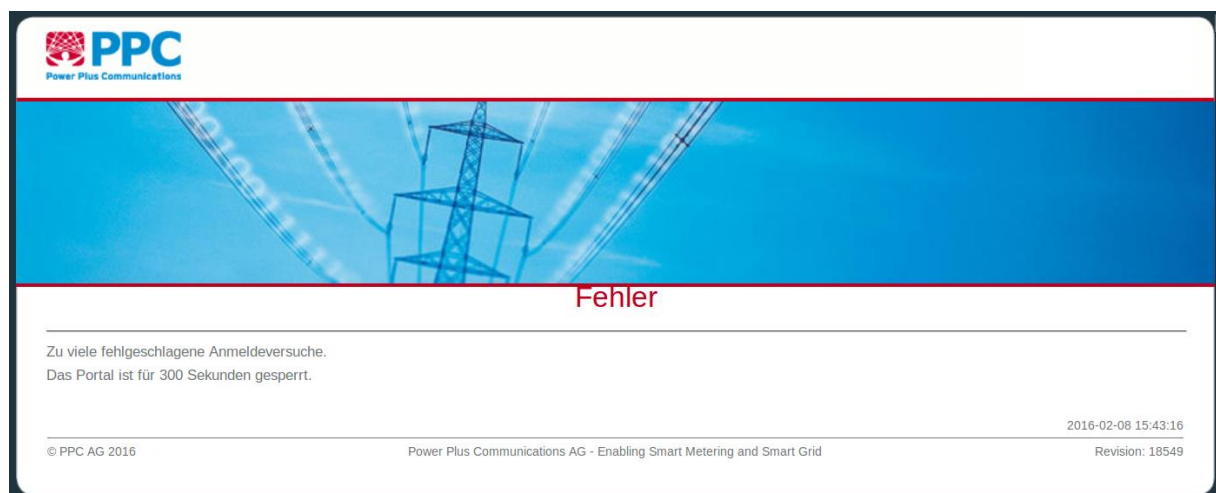 PPC
Power Plus Communications
Fehler
Zu viele fehlgeschlagene Anmeldeversuche.
Das Portal ist für 300 Sekunden gesperrt.
2016-02-08 15:43:16
© PPC AG 2016
Power Plus Communications AG - Enabling Smart Metering and Smart Grid
Revision: 18549